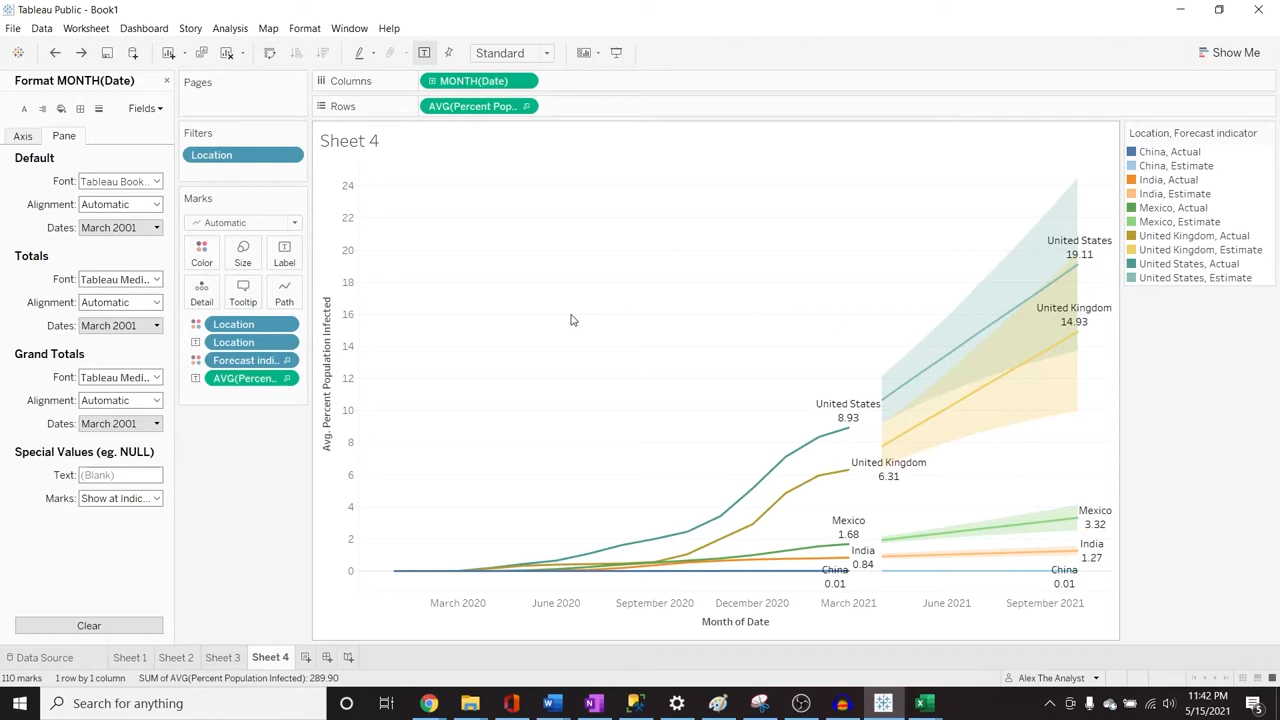 Tableau Public - Book1
File Data Worksheet Dashboard Story Analysis Map Format Window Help
Standard
Show Me
Format MONTH(Date)
Fields
Axis Pane
Default
Font: Tableau Book..
Alignment: Automatic
Dates: March 2001
Totals
Font: Tableau Medi..
Alignment: Automatic
Dates: March 2001
Grand Totals
Font: Tableau Medi..
Alignment: Automatic
Dates: March 2001
Special Values (eg. NULL)
Text: (Blank)
Marks: Show at Indic...
Clear
Pages
Filters
Location
Marks
Automatic
Color Size Label
Detail Tooltip Path
Location
Location
Forecast indi..
AVG(Percen..
Columns MONTH(Date)
Rows AVG(Percent Pop..
Sheet 4
Avg. Percent Population Infected
24
22
20
18
16
14
12
10
8
6
4
2
0
United States
19.11
United Kingdom
14.93
United States
8.93
United Kingdom
6.31
Mexico
1.68
India
0.84
China
0.01
Mexico
3.32
India
1.27
China
0.01
March 2020 June 2020 September 2020 December 2020 March 2021 June 2021 September 2021
Month of Date
Location, Forecast indicator
China, Actual
China, Estimate
India, Actual
India, Estimate
Mexico, Actual
Mexico, Estimate
United Kingdom, Actual
United Kingdom, Estimate
United States, Actual
United States, Estimate
Data Source Sheet 1 Sheet 2 Sheet 3 Sheet 4
110 marks 1 row by 1 column SUM of AVG(Percent Population Infected): 289.90
Alex The Analyst
Type here to search
11:42 PM
5/15/2021
5